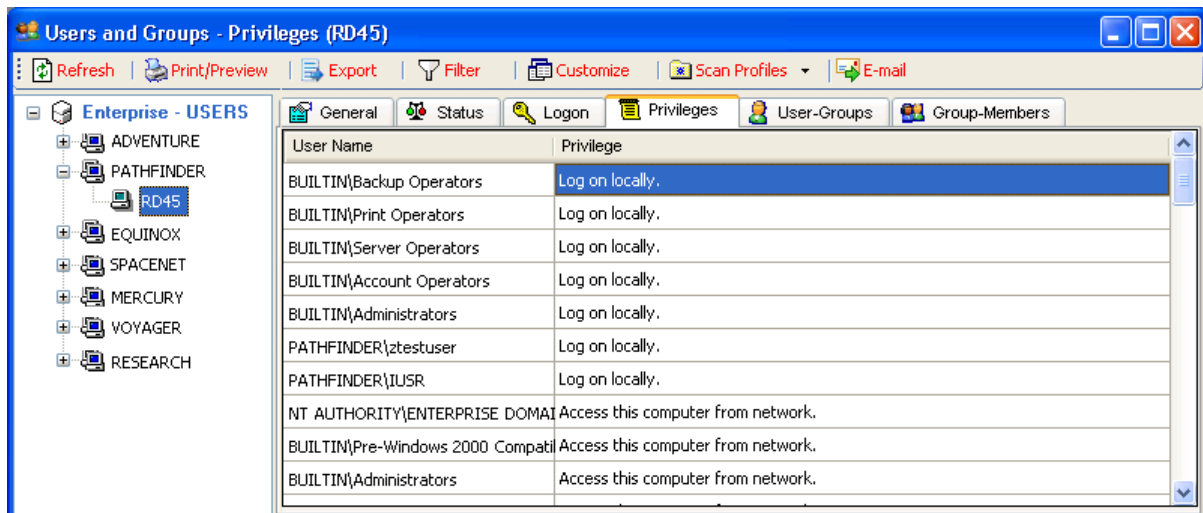 Users and Groups - Privileges (RD45)
Refresh Print/Preview Export Filter Customize Scan Profiles E-mail
Enterprise - USERS
ADVENTURE
PATHFINDER
RD45
EQUINOX
SPACENET
MERCURY
VOYAGER
RESEARCH
General Status Logon Privileges User-Groups Group-Members
User Name Privilege
BUILTIN\Backup Operators Log on locally.
BUILTIN\Print Operators Log on locally.
BUILTIN\Server Operators Log on locally.
BUILTIN\Account Operators Log on locally.
BUILTIN\Administrators Log on locally.
PATHFINDER\ztestuser Log on locally.
PATHFINDER\IUSR Log on locally.
NT AUTHORITY\ENTERPRISE DOMAI Access this computer from network.
BUILTIN\Pre-Windows 2000 Compatil Access this computer from network.
BUILTIN\Administrators Access this computer from network.